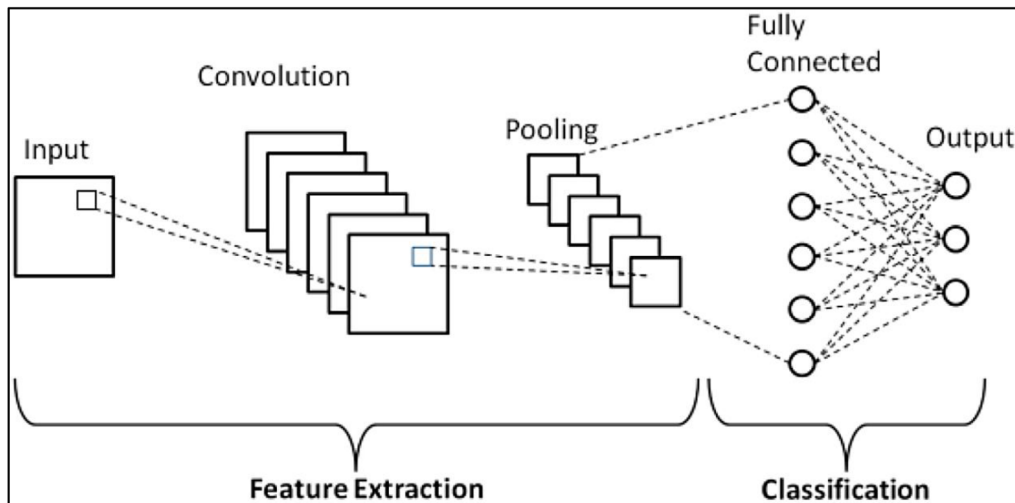 Input
Convolution
Pooling
Fully
Connected
Output
Feature Extraction
Classification